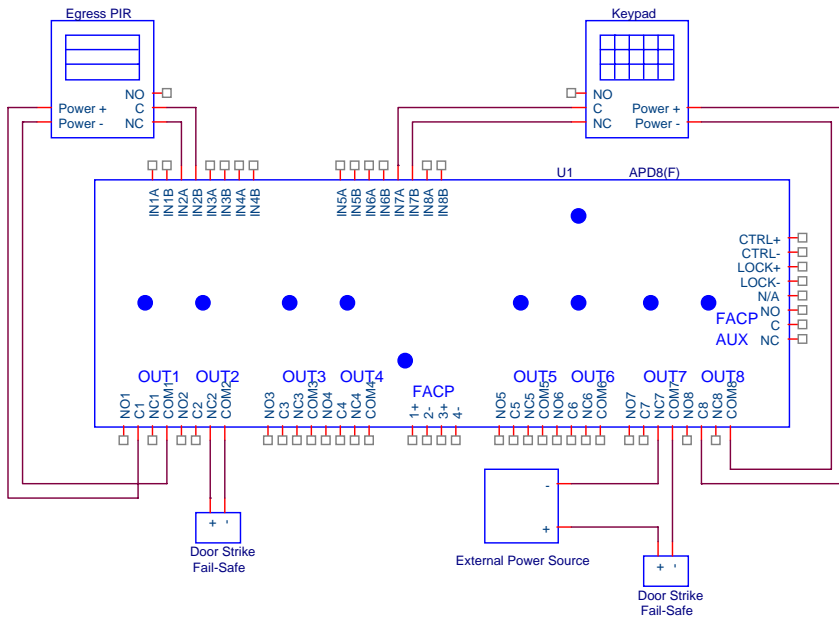 Egress PIR
Keypad
NO
C
NC
Power +
Power -
NO
C
NC
Power +
Power -
IN1A
IN1B
IN2A
IN2B
IN3A
IN3B
IN4A
IN4B
IN5A
IN5B
IN6A
IN6B
IN7A
IN7B
IN8A
IN8B
U1
APD8(F)
CTRL+
CTRL-
LOCK+
LOCK-
N/A
NO
C
NC
FACP
AUX
OUT1
OUT2
OUT3
OUT4
FACP
OUT5
OUT6
OUT7
OUT8
NO1
C1
NC1
COM1
NO2
C2
NC2
COM2
NO3
C3
NC3
COM3
NO4
C4
NC4
COM4
1+
2-
3+
4-
NO5
C5
NC5
COM5
NO6
C6
NC6
COM6
NO7
C7
NC7
COM7
NO8
C8
NC8
COM8
+ -
Door Strike
Fail-Safe
-
+
External Power Source
+ -
Door Strike
Fail-Safe